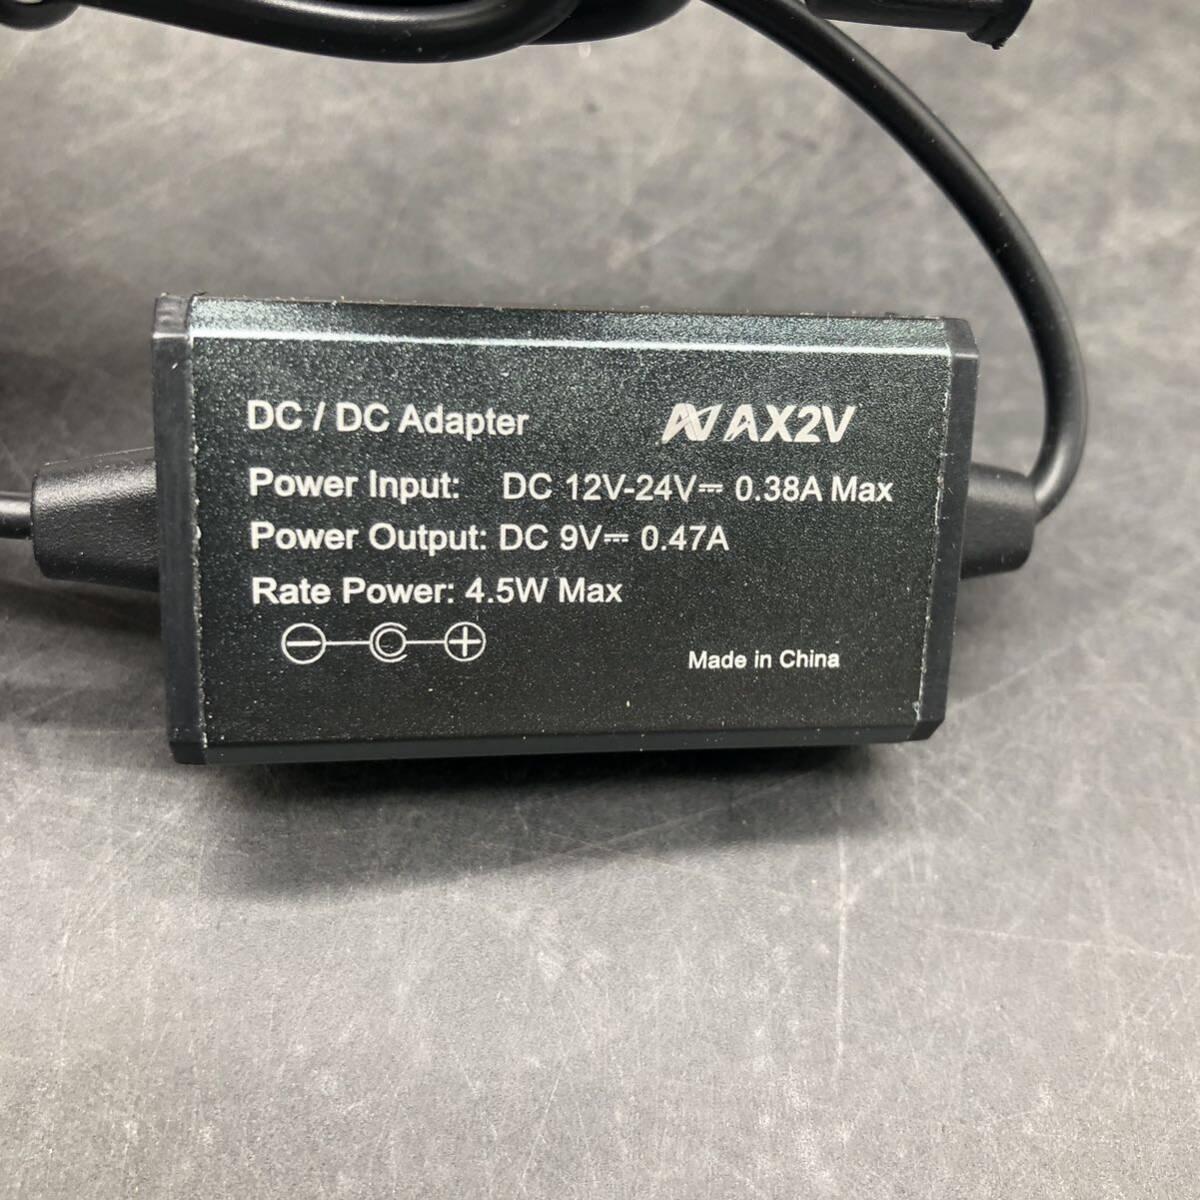 DC / DC Adapter AX2V
Power Input: DC 12V-24V⎓ 0.38A Max
Power Output: DC 9V⎓ 0.47A
Rate Power: 4.5W Max
Made in China